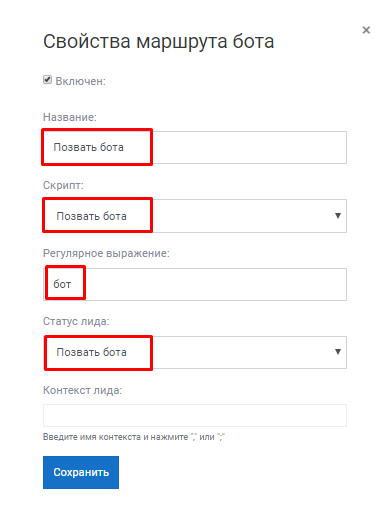 Свойства маршрута бота
×
Включен:
Название:
Позвать бота
Скрипт:
Позвать бота
Регулярное выражение:
бот
Статус лида:
Позвать бота
Контекст лида:
Введите имя контекста и нажмите "," или ";"
Сохранить